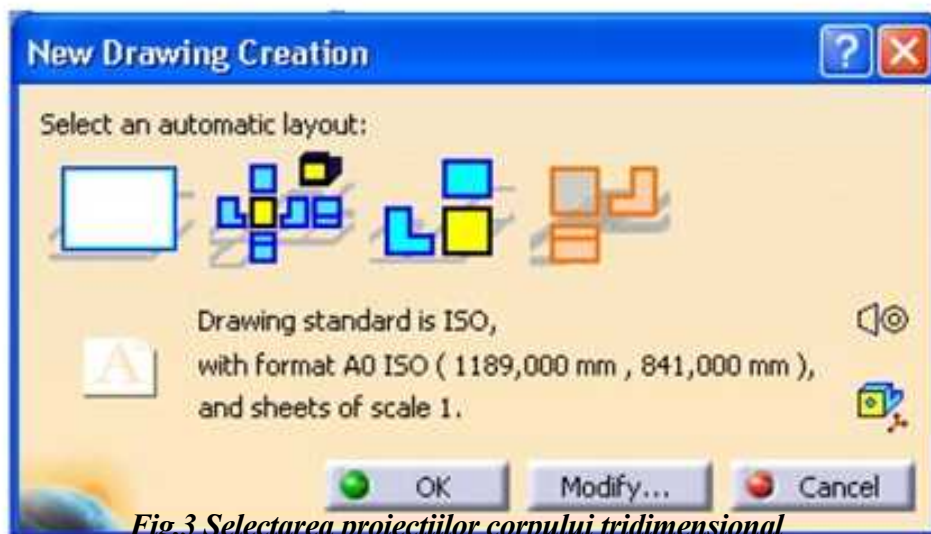 New Drawing Creation
Select an automatic layout:
Drawing standard is ISO,
with format A0 ISO ( 1189,000 mm , 841,000 mm ),
and sheets of scale 1.
A
OK Modify... Cancel
Fig.3 Selectarea proiectiilor corpului tridimensional